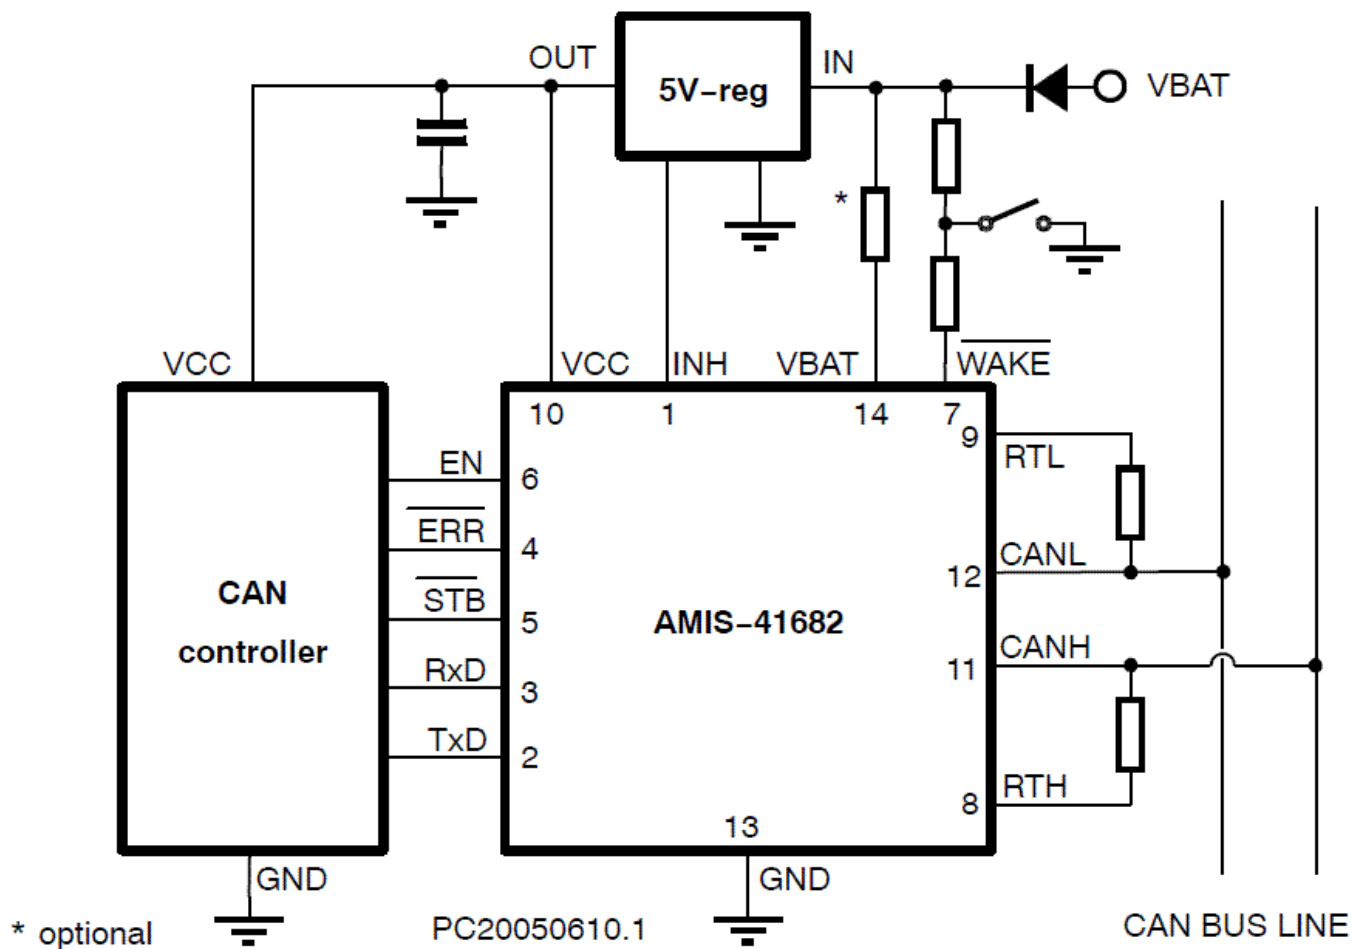 OUT
5V-reg
IN
VBAT
*
VCC
VCC
INH
VBAT
WAKE
10
1
14
7
9
RTL
EN
6
ERR
4
CANL
12
STB
5
CAN
controller
AMIS-41682
CANH
11
RxD
3
TxD
2
RTH
8
13
GND
GND
* optional
PC20050610.1
CAN BUS LINE